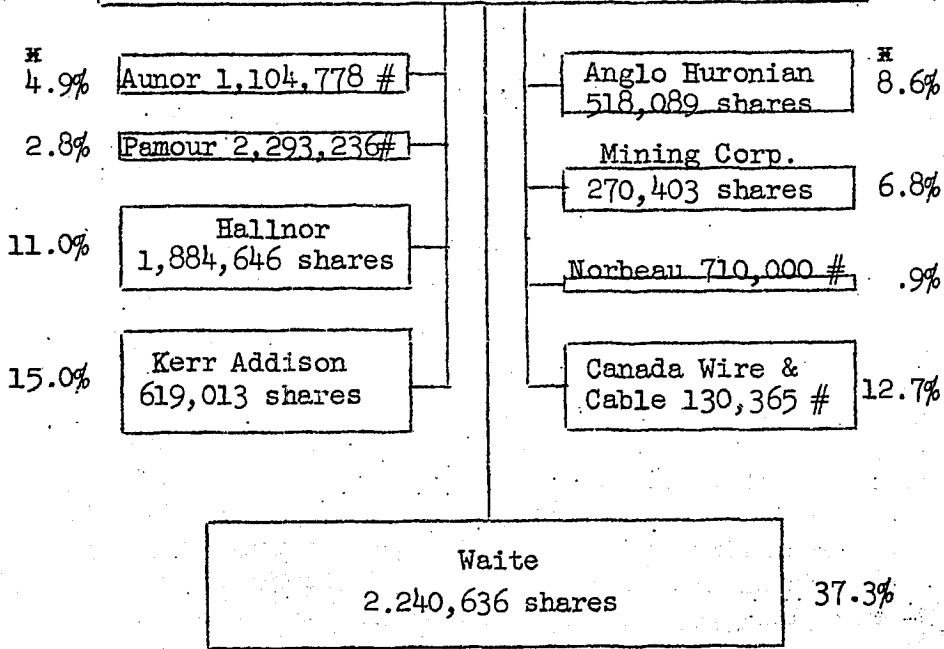 ж
4.9%
Aunor 1,104,778 #
2.8%
Pamour 2,293,236#
11.0%
Hallnor
1,884,646 shares
15.0%
Kerr Addison
619,013 shares
Anglo Huronian
518,089 shares
ж
8.6%
Mining Corp.
270,403 shares
6.8%
Norbeau 710,000 #
.9%
Canada Wire &
Cable 130,365 #
12.7%
Waite
2.240,636 shares
37.3%